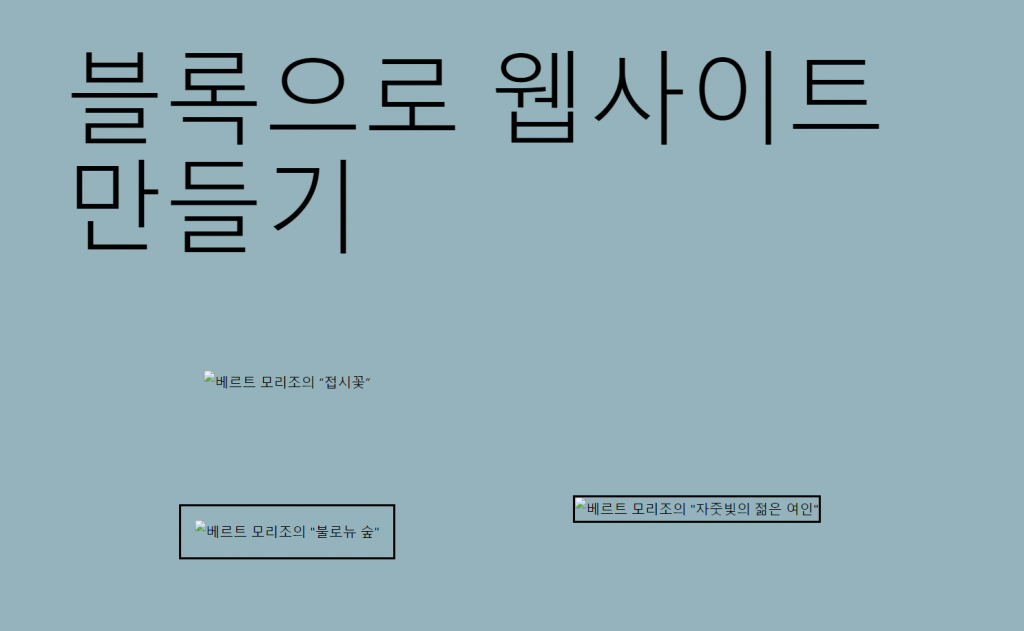 블록으로 웹사이트
만들기
베르트 모리조의 "접시꽃"
베르트 모리조의 "자줏빛의 젊은 여인"
베르트 모리조의 "불로뉴 숲"